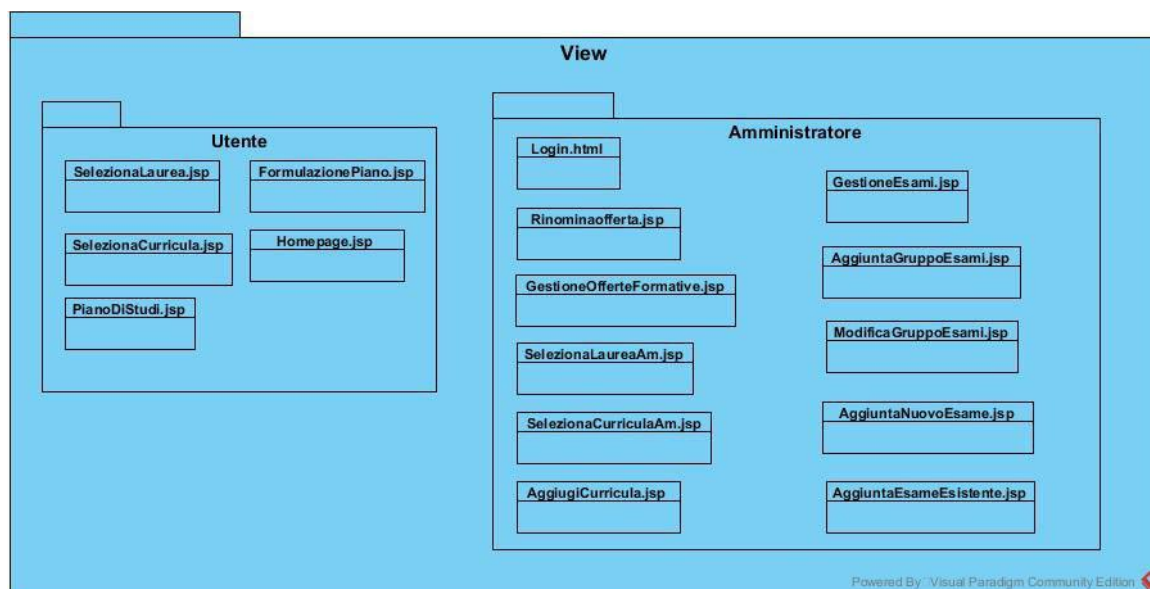 View
Utente
SelezionaLaurea.jsp
FormulazionePiano.jsp
SelezionaCurricula.jsp
Homepage.jsp
PianoDiStudi.jsp
Amministratore
Login.html
Rinominaofferta.jsp
GestioneOfferteFormative.jsp
SelezionaLaureaAm.jsp
SelezionaCurriculaAm.jsp
AggiugiCurricula.jsp
GestioneEsami.jsp
AggiuntaGruppoEsami.jsp
ModificaGruppoEsami.jsp
AggiuntaNuovoEsame.jsp
AggiuntaEsameEsistente.jsp
Powered By Visual Paradigm Community Edition